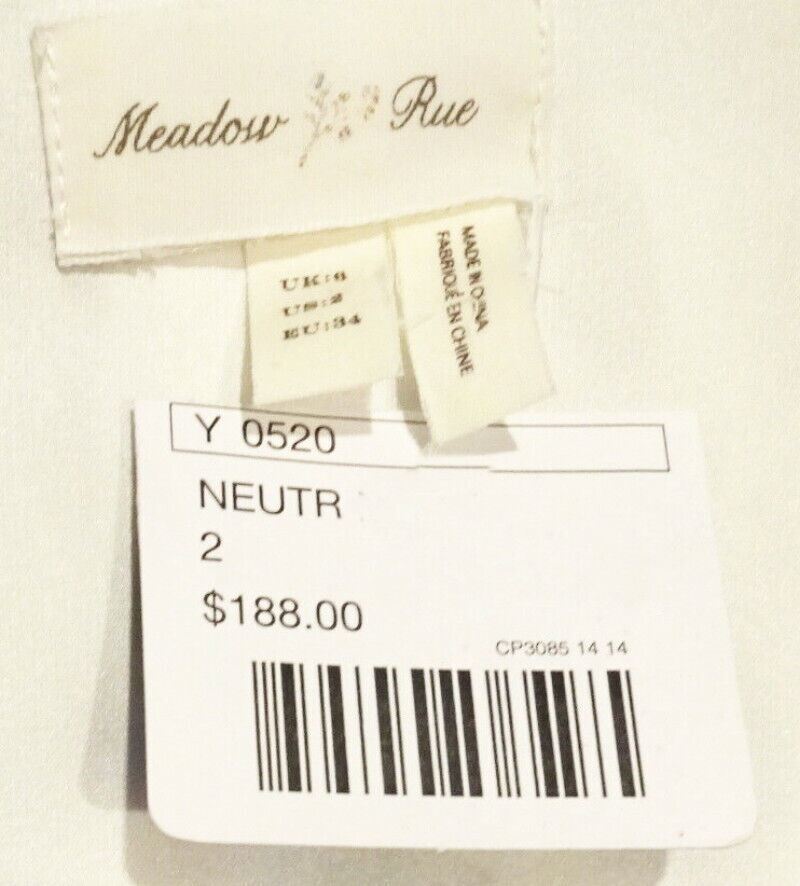 Meadow Rue
UK:6
US:2
EU:34
MADE IN CHINA
FABRIQUÉ EN CHINE
Y 0520
NEUTR
2
$188.00
CP3085 14 14